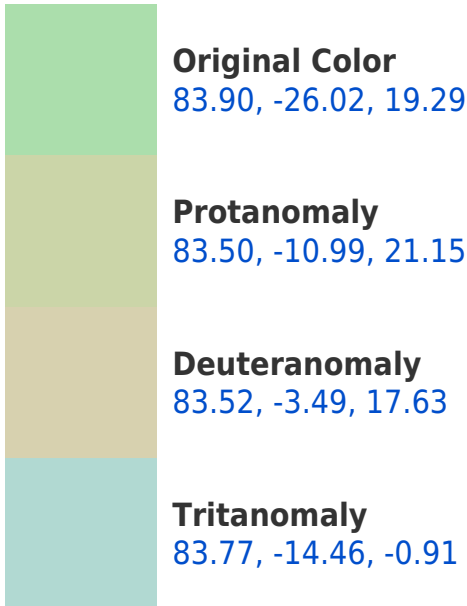 Original Color
83.90, -26.02, 19.29
Protanomaly
83.50, -10.99, 21.15
Deuteranomaly
83.52, -3.49, 17.63
Tritanomaly
83.77, -14.46, -0.91